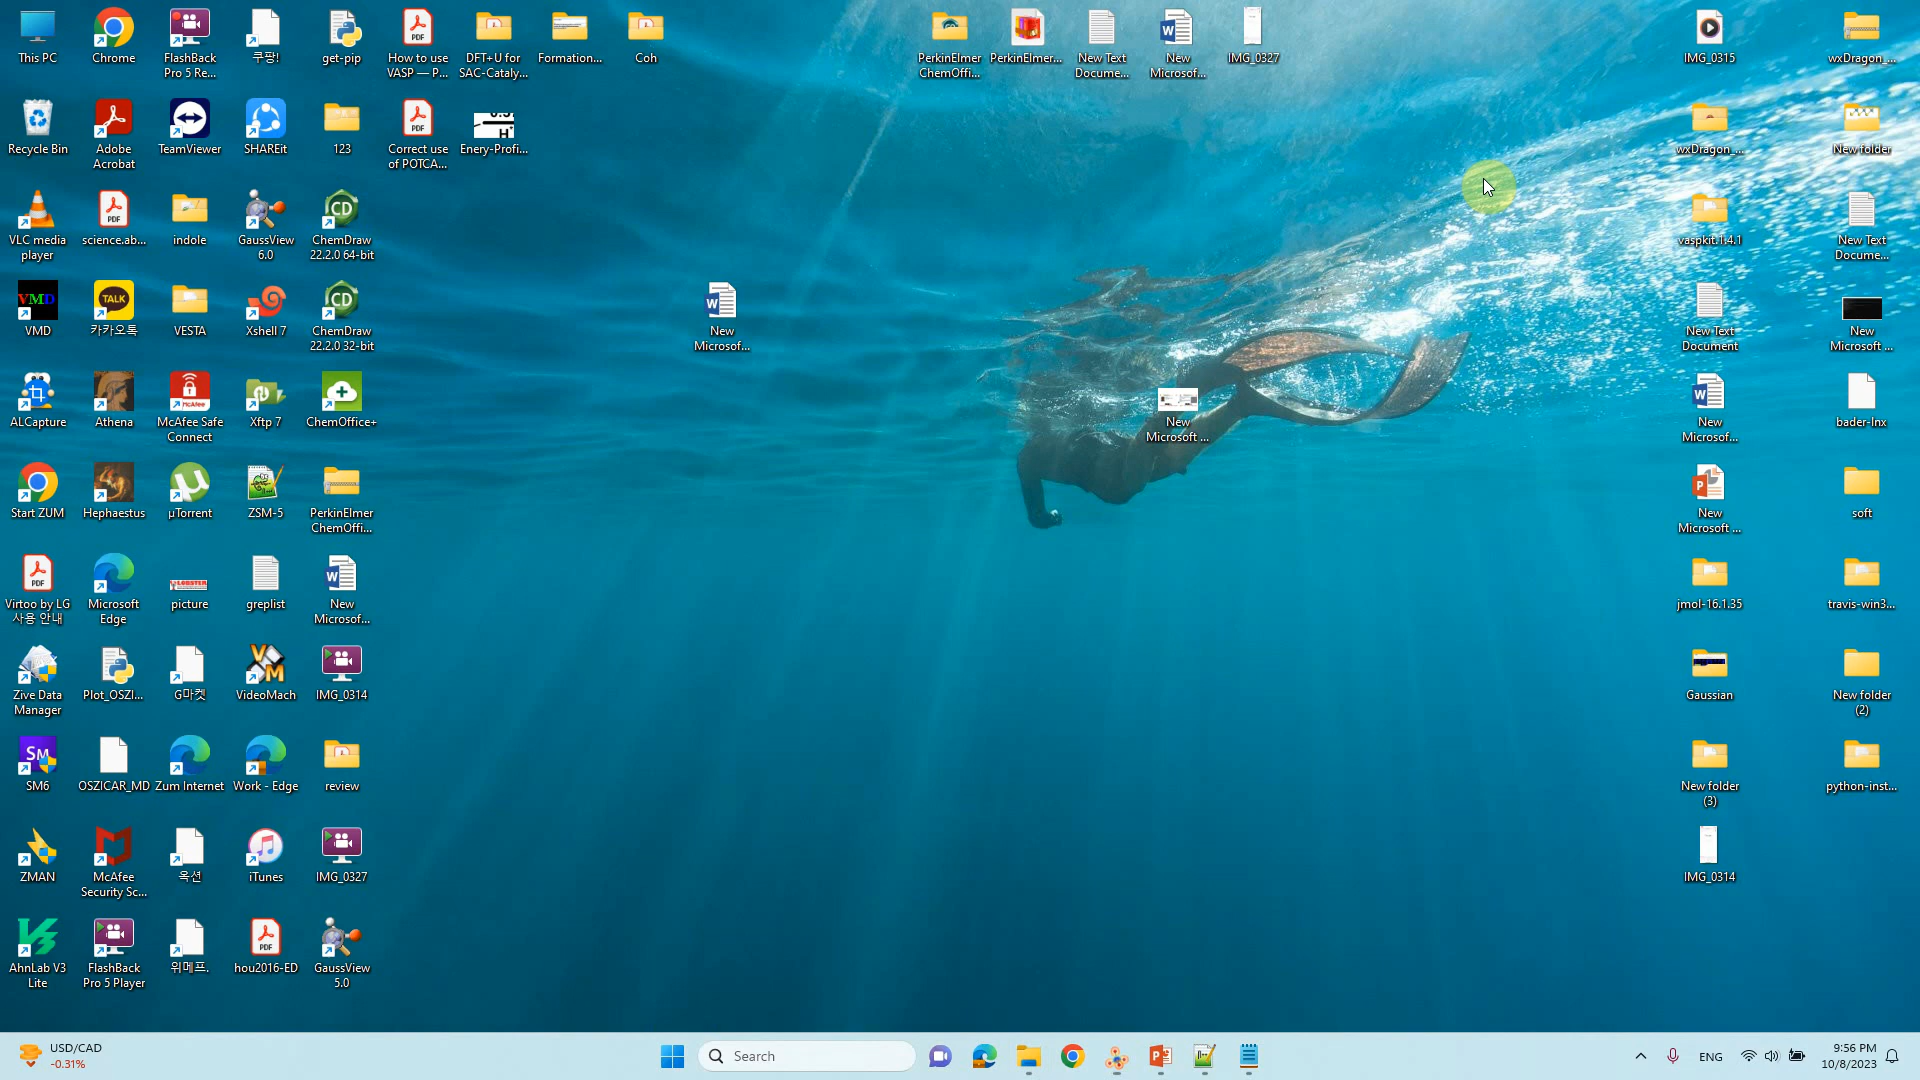 This PC
Chrome
FlashBack
Pro 5 Re...
쿠팡!
get-pip
How to use
VASP — P...
DFT+U for
SAC-Cataly...
Formation...
Coh
PerkinElmer
ChemOffi...
PerkinElmer...
New Text
Docume...
New
Microsof...
IMG_0327
IMG_0315
wxDragon_...
Recycle Bin
Adobe
Acrobat
TeamViewer
SHAREit
123
Correct use
of POTCA...
Enery-Profi...
wxDragon_...
New folder
VLC media
player
science.ab...
indole
GaussView
6.0
ChemDraw
22.2.0 64-bit
vaspkit.1.4.1
New Text
Docume...
VMD
카카오톡
VESTA
Xshell 7
ChemDraw
22.2.0 32-bit
New
Microsof...
New Text
Document
New
Microsoft ...
ALCapture
Athena
McAfee Safe
Connect
Xftp 7
ChemOffice+
New
Microsoft ...
New
Microsof...
bader-lnx
Start ZUM
Hephaestus
µTorrent
ZSM-5
PerkinElmer
ChemOffi...
New
Microsoft ...
soft
Virtoo by LG
사용 안내
Microsoft
Edge
picture
greplist
New
Microsof...
jmol-16.1.35
travis-win3...
Zive Data
Manager
Plot_OSZI...
G마켓
VideoMach
IMG_0314
Gaussian
New folder
(2)
SM6
OSZICAR_MD
Zum Internet
Work - Edge
review
New folder
(3)
python-inst...
ZMAN
McAfee
Security Sc...
옥션
iTunes
IMG_0327
IMG_0314
AhnLab V3
Lite
FlashBack
Pro 5 Player
위메프.
hou2016-ED
GaussView
5.0
USD/CAD
-0.31%
Search
ENG
9:56 PM
10/8/2023